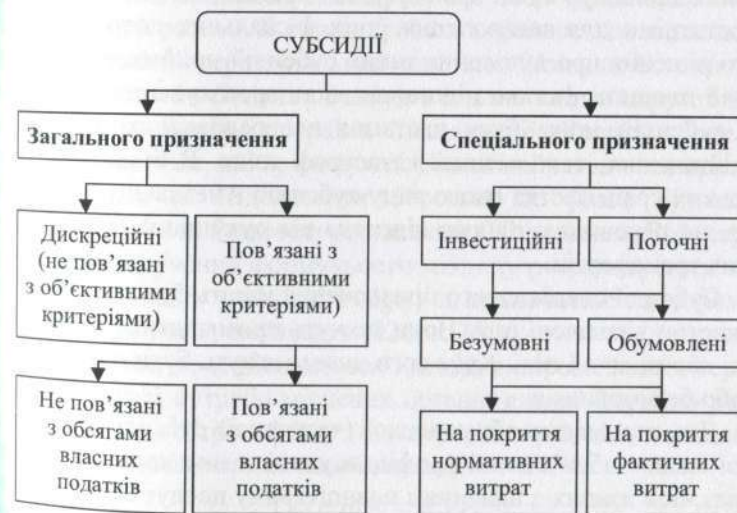 СУБСИДІЇ
Загального призначення
Спеціального призначення
Дискреційні
(не пов’язані
з об’єктивними
критеріями)
Пов’язані з
об’єктивними
критеріями
Інвестиційні
Поточні
Безумовні
Обумовлені
Не пов’язані
з обсягами
власних
податків
Пов’язані
з обсягами
власних
податків
На покриття
нормативних
витрат
На покриття
фактичних
витрат